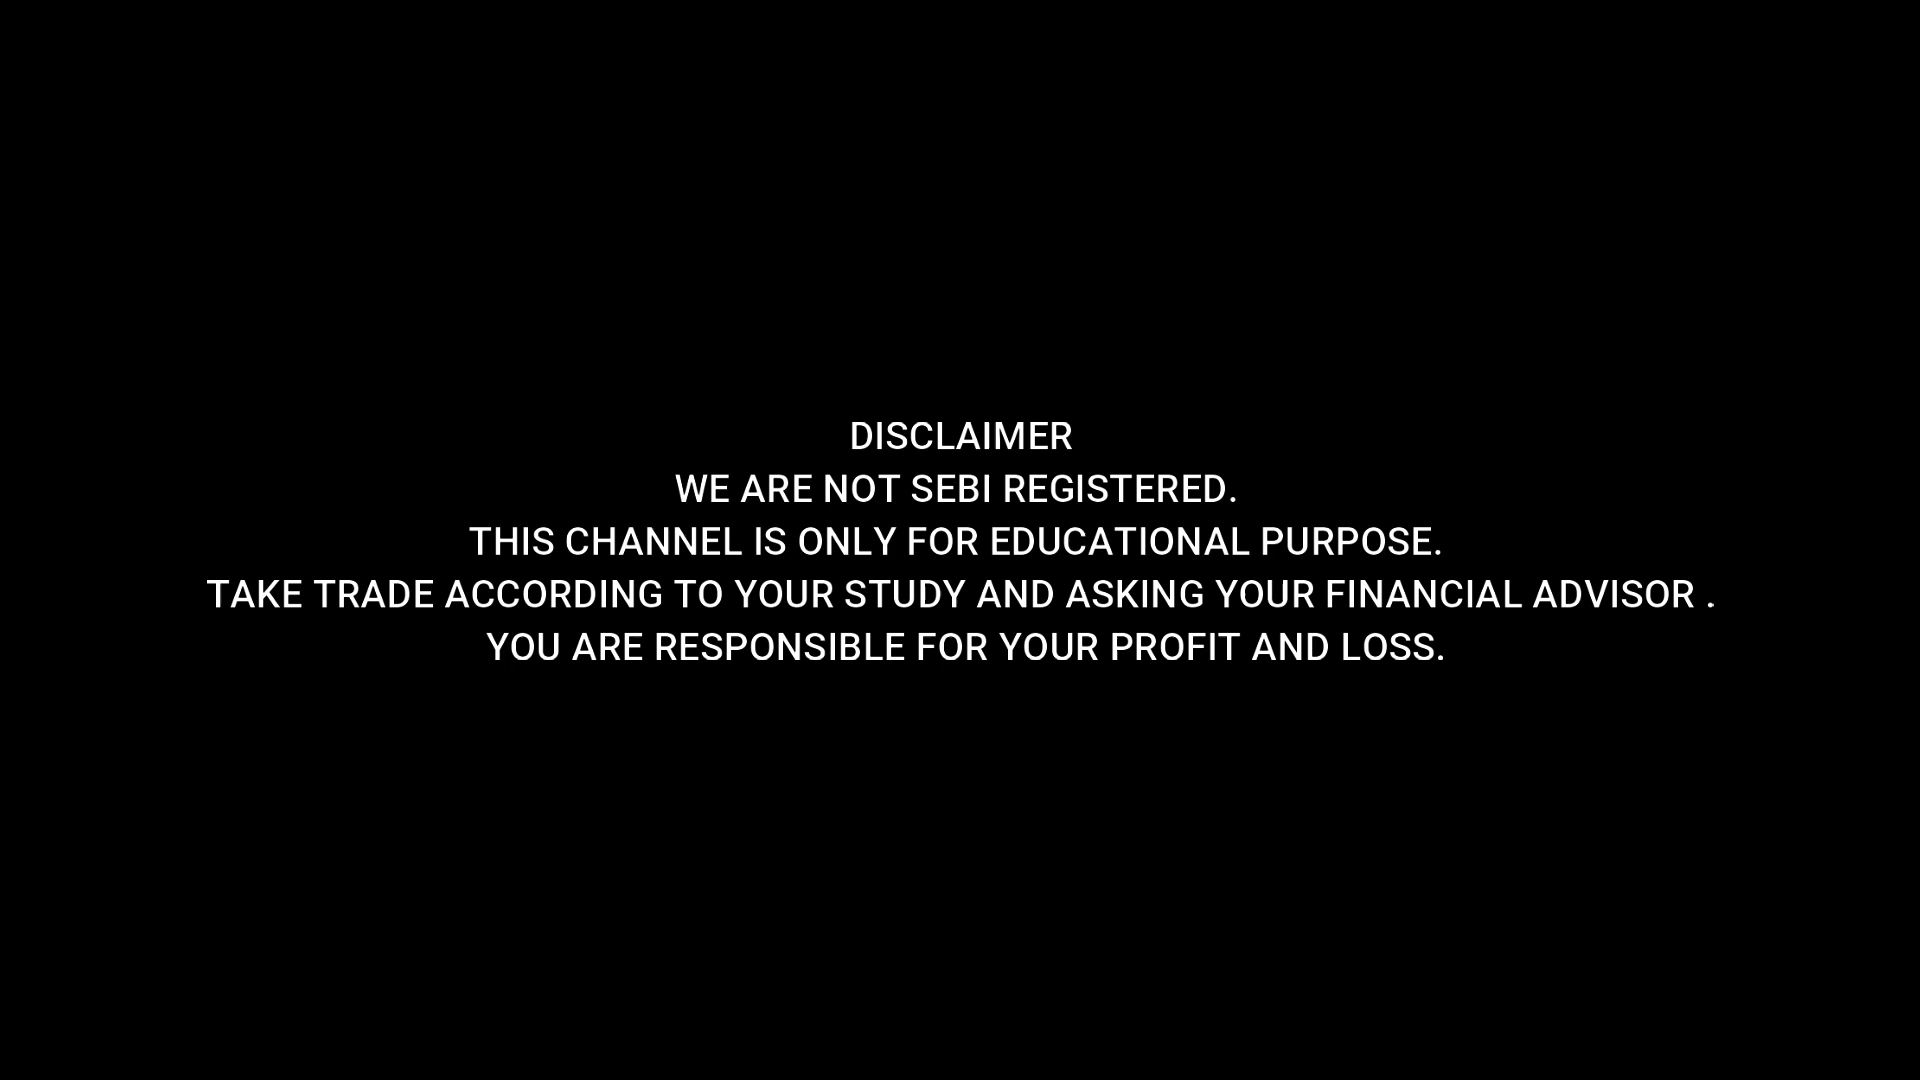 DISCLAIMER
WE ARE NOT SEBI REGISTERED.
THIS CHANNEL IS ONLY FOR EDUCATIONAL PURPOSE.
TAKE TRADE ACCORDING TO YOUR STUDY AND ASKING YOUR FINANCIAL ADVISOR .
YOU ARE RESPONSIBLE FOR YOUR PROFIT AND LOSS.